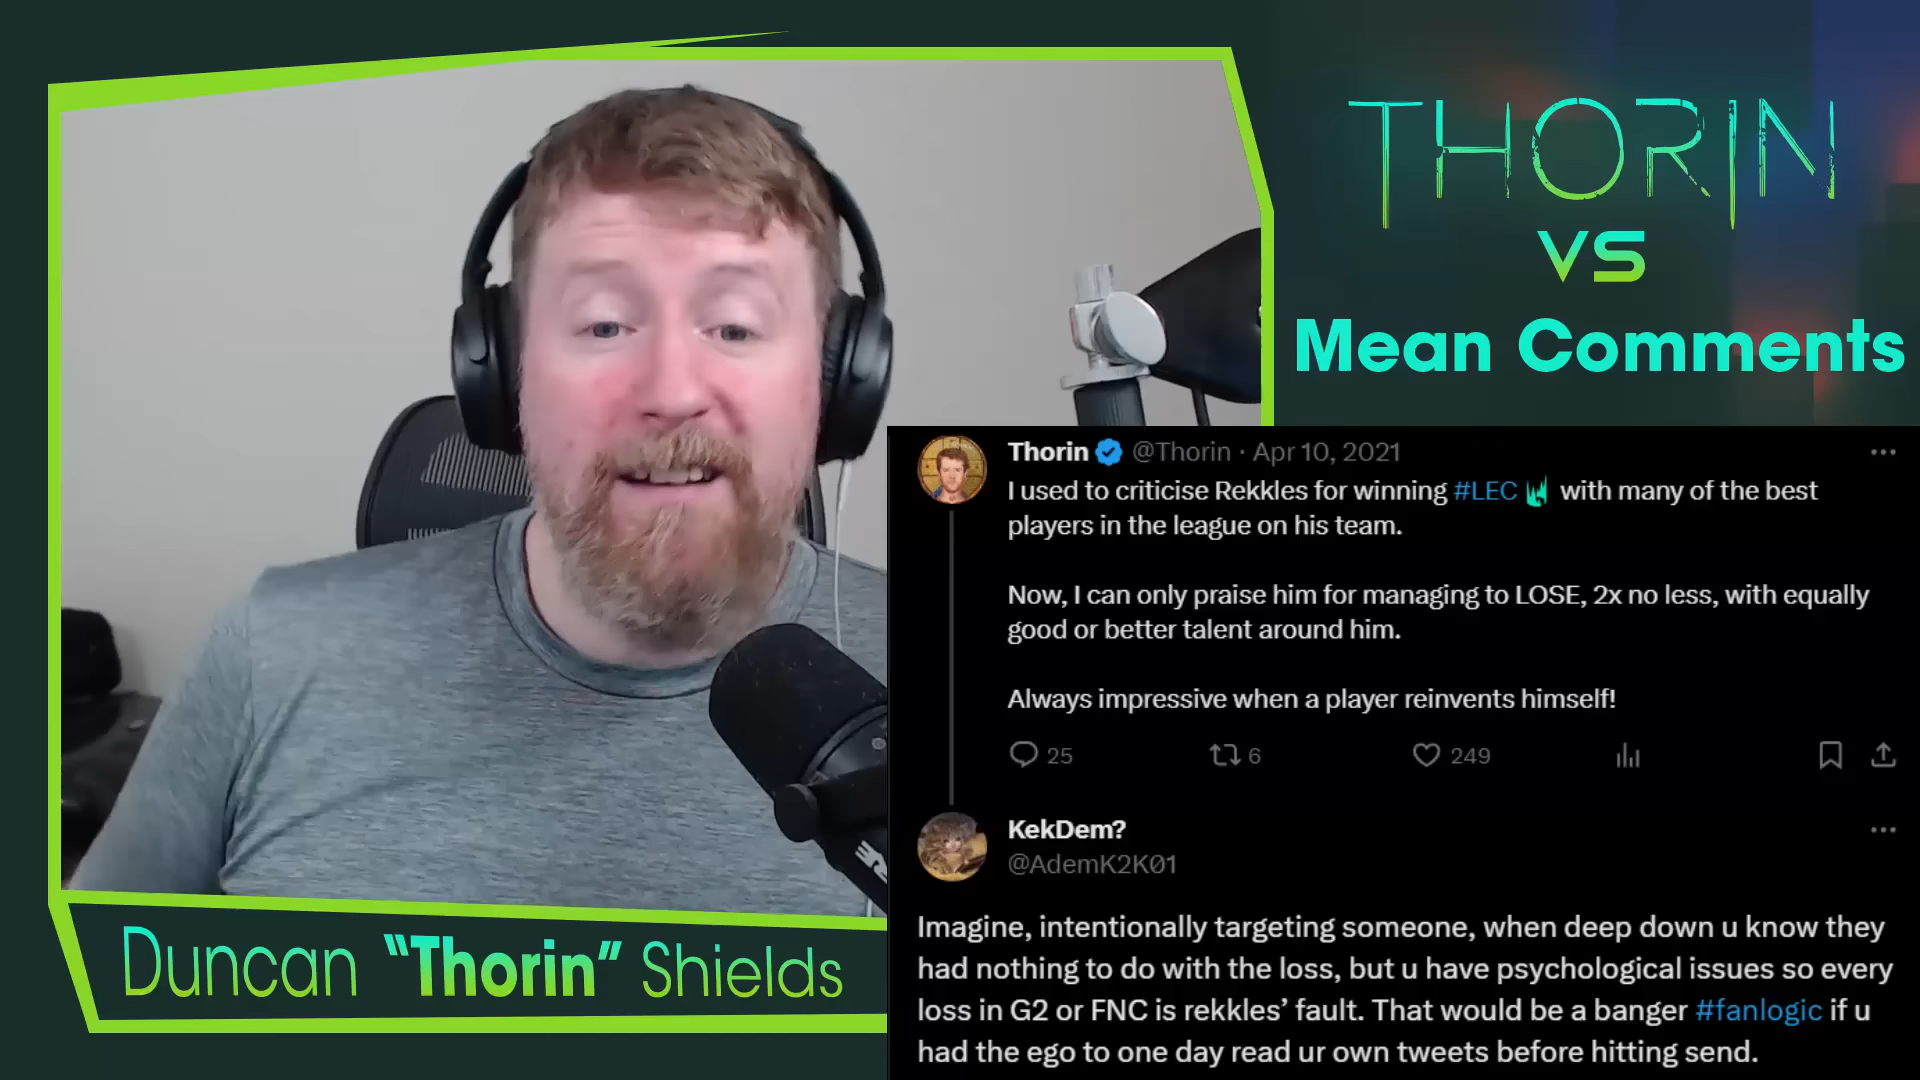 THORIN
VS
Mean Comments
Thorin @Thorin · Apr 10, 2021
I used to criticise Rekkles for winning #LEC with many of the best
players in the league on his team.
Now, I can only praise him for managing to LOSE, 2x no less, with equally
good or better talent around him.
Always impressive when a player reinvents himself!
25 6 249
KekDem?
@AdemK2K01
Imagine, intentionally targeting someone, when deep down u know they
had nothing to do with the loss, but u have psychological issues so every
loss in G2 or FNC is rekkles’ fault. That would be a banger #fanlogic if u
had the ego to one day read ur own tweets before hitting send.
Duncan “Thorin” Shields